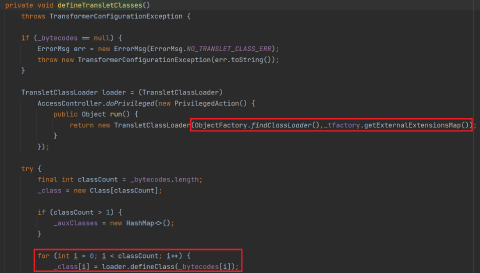 private void defineTransletClasses()
throws TransformerConfigurationException {
if (_bytecodes == null) {
ErrorMsg err = new ErrorMsg(ErrorMsg.NO_TRANSLET_CLASS_ERR);
throw new TransformerConfigurationException(err.toString());
}
TransletClassLoader loader = (TransletClassLoader)
AccessController.doPrivileged(new PrivilegedAction() {
public Object run() {
return new TransletClassLoader(ObjectFactory.findClassLoader(),_tfactory.getExternalExtensionsMap());
}
});
try {
final int classCount = _bytecodes.length;
_class = new Class[classCount];
if (classCount > 1) {
_auxClasses = new HashMap<>();
}
for (int i = 0; i < classCount; i++) {
_class[i] = loader.defineClass(_bytecodes[i]);